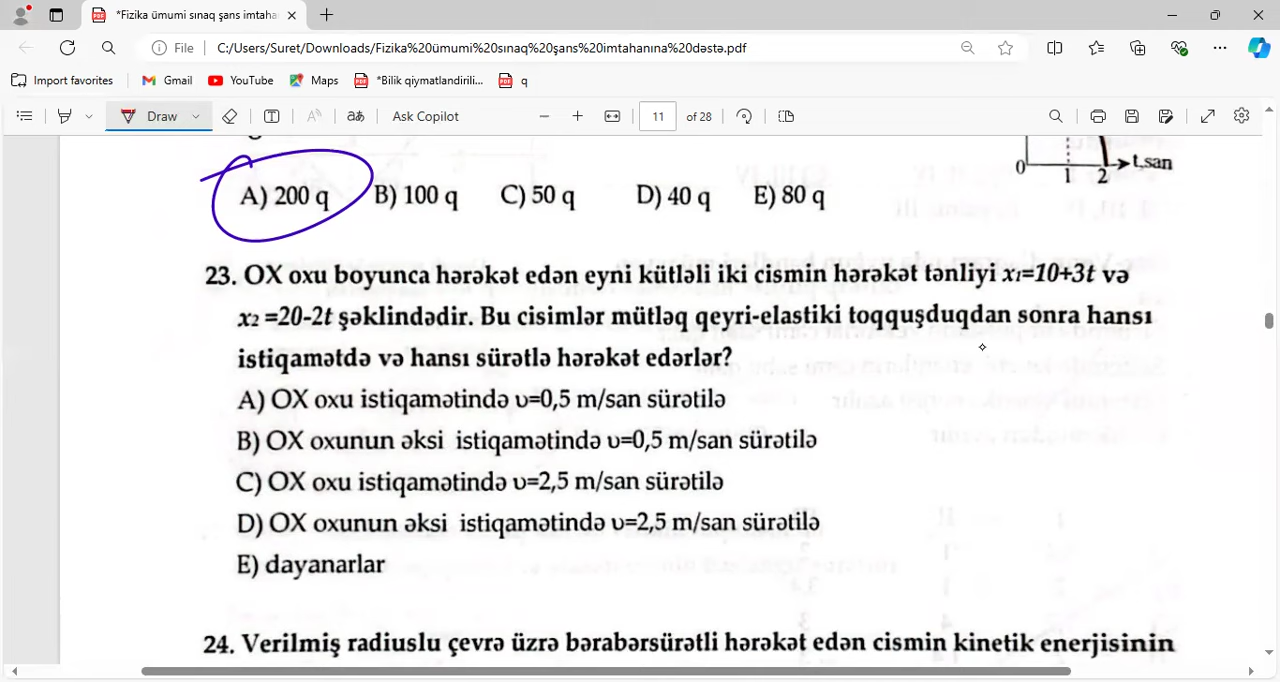 *Fizika ümumi sınaq şans imtaha
File
C:/Users/Suret/Downloads/Fizika%20ümumi%20sınaq%20şans%20imtahanına%20dəstə.pdf
Import favorites
Gmail
YouTube
Maps
*Bilik qiymatlandirili...
q
Draw
aあ
Ask Copilot
11 of 28
0
1
2
t,san
A) 200 q B) 100 q C) 50 q D) 40 q E) 80 q
23. OX oxu boyunca hərəkət edən eyni kütləli iki cismin hərəkət tənliyi x₁=10+3t və
x₂ =20-2t şəklindədir. Bu cisimlər mütləq qeyri-elastiki toqquşduqdan sonra hansı
istiqamətdə və hansı sürətlə hərəkət edərlər?
A) OX oxu istiqamətində υ=0,5 m/san sürətilə
B) OX oxunun əksi istiqamətində υ=0,5 m/san sürətilə
C) OX oxu istiqamətində υ=2,5 m/san sürətilə
D) OX oxunun əksi istiqamətində υ=2,5 m/san sürətilə
E) dayanarlar
24. Verilmiş radiuslu çevrə üzrə bərabərsürətli hərəkət edən cismin kinetik enerjisinin